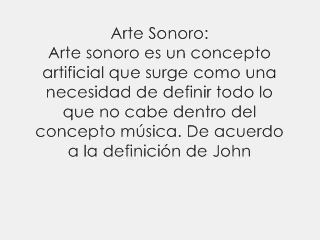 Arte Sonoro:
Arte sonoro es un concepto
artificial que surge como una
necesidad de definir todo lo
que no cabe dentro del
concepto música. De acuerdo
a la definición de John